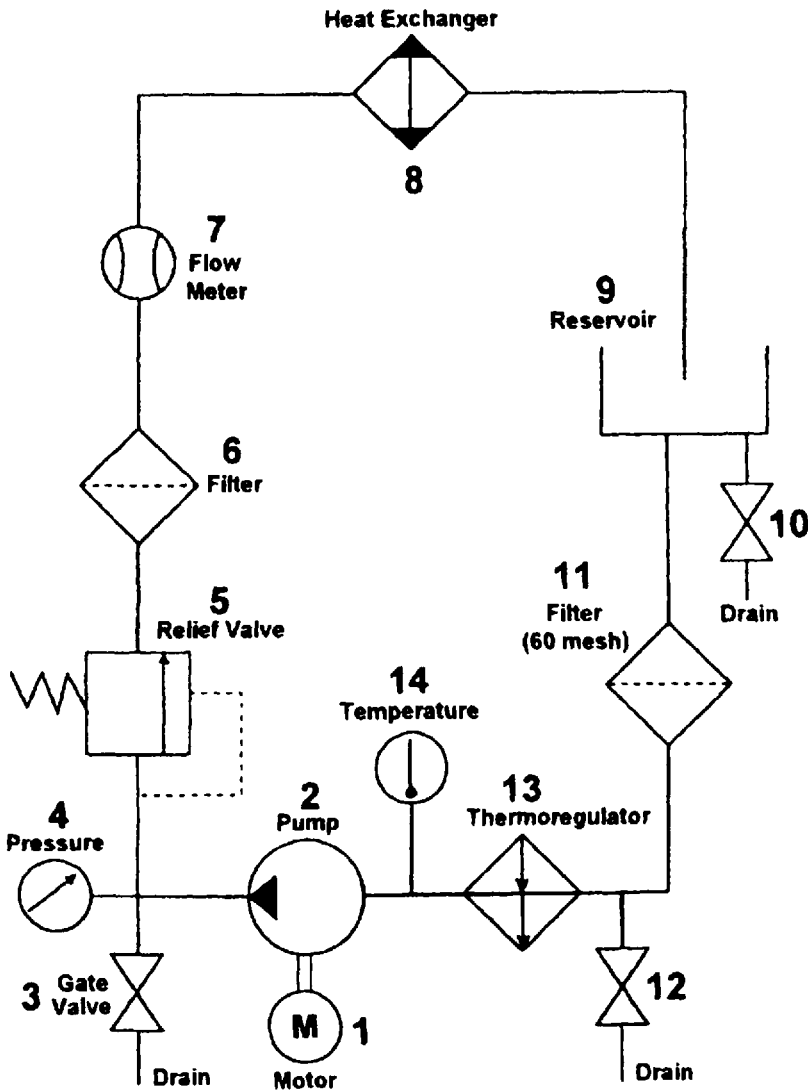 Heat Exchanger
8
7
Flow
Meter
9
Reservoir
6
Filter
10
Drain
11
Filter
(60 mesh)
5
Relief Valve
14
Temperature
13
Thermoregulator
4
Pressure
2
Pump
3
Gate
Valve
Drain
M
1
Motor
12
Drain